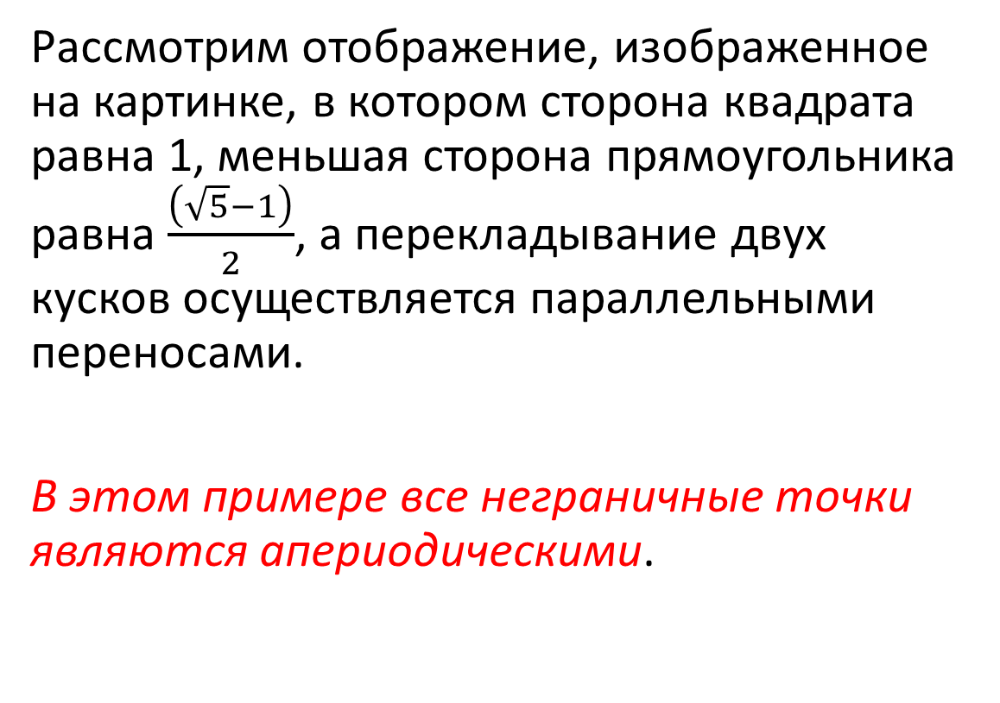 Рассмотрим отображение, изображенное
на картинке, в котором сторона квадрата
равна 1, меньшая сторона прямоугольника
равна \frac{(\sqrt{5}-1)}{2}, а перекладывание двух
кусков осуществляется параллельными
переносами.
В этом примере все неграничные точки
являются апериодическими.